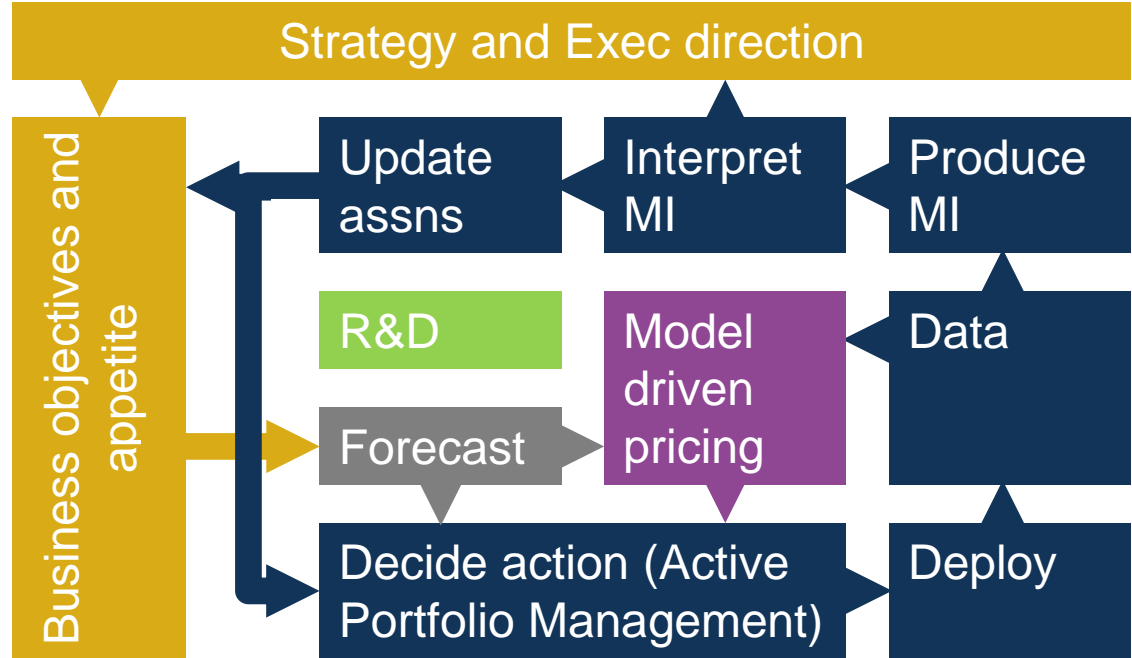 Strategy and Exec direction
Business objectives and
appetite
Update
assns
Interpret
MI
Produce
MI
R&D
Model
driven
pricing
Data
Forecast
Decide action (Active
Portfolio Management)
Deploy